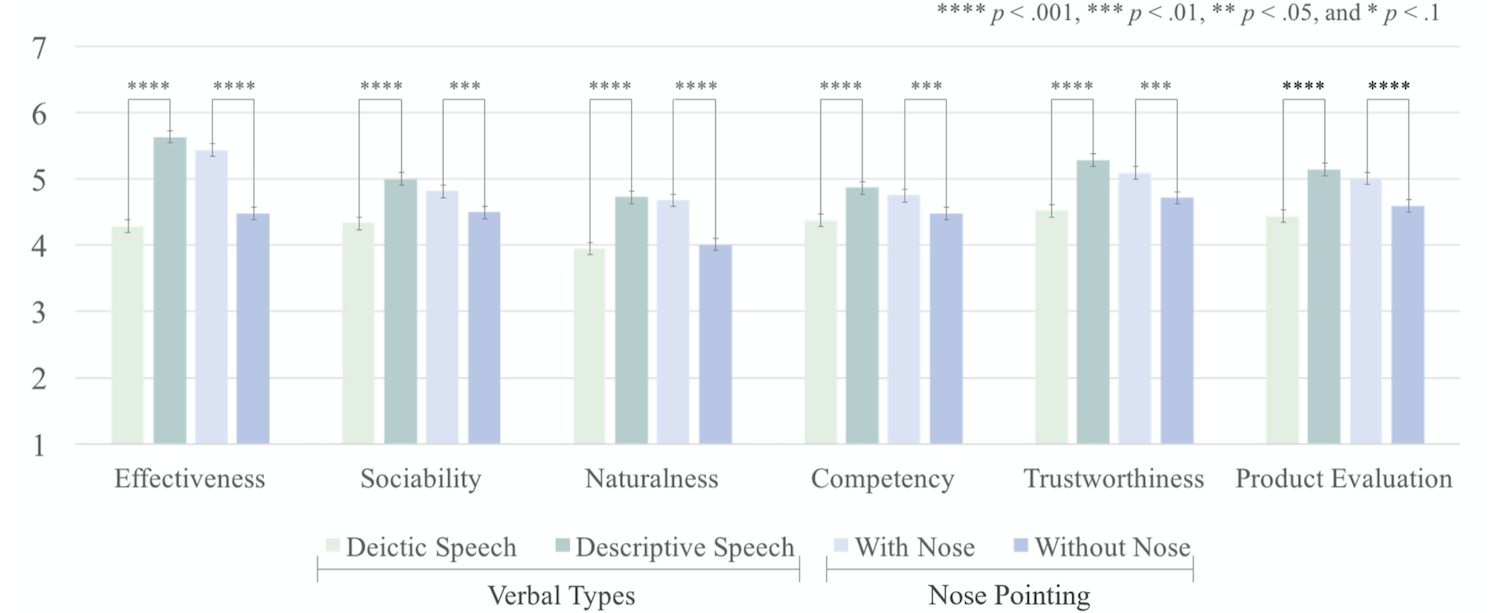 **** p < .001, *** p < .01, ** p < .05, and * p < .1
7
**** **** **** *** **** **** **** *** **** *** **** ****
6
5
4
3
2
1
Effectiveness Sociability Naturalness Competency Trustworthiness Product Evaluation
Deictic Speech Descriptive Speech With Nose Without Nose
Verbal Types Nose Pointing